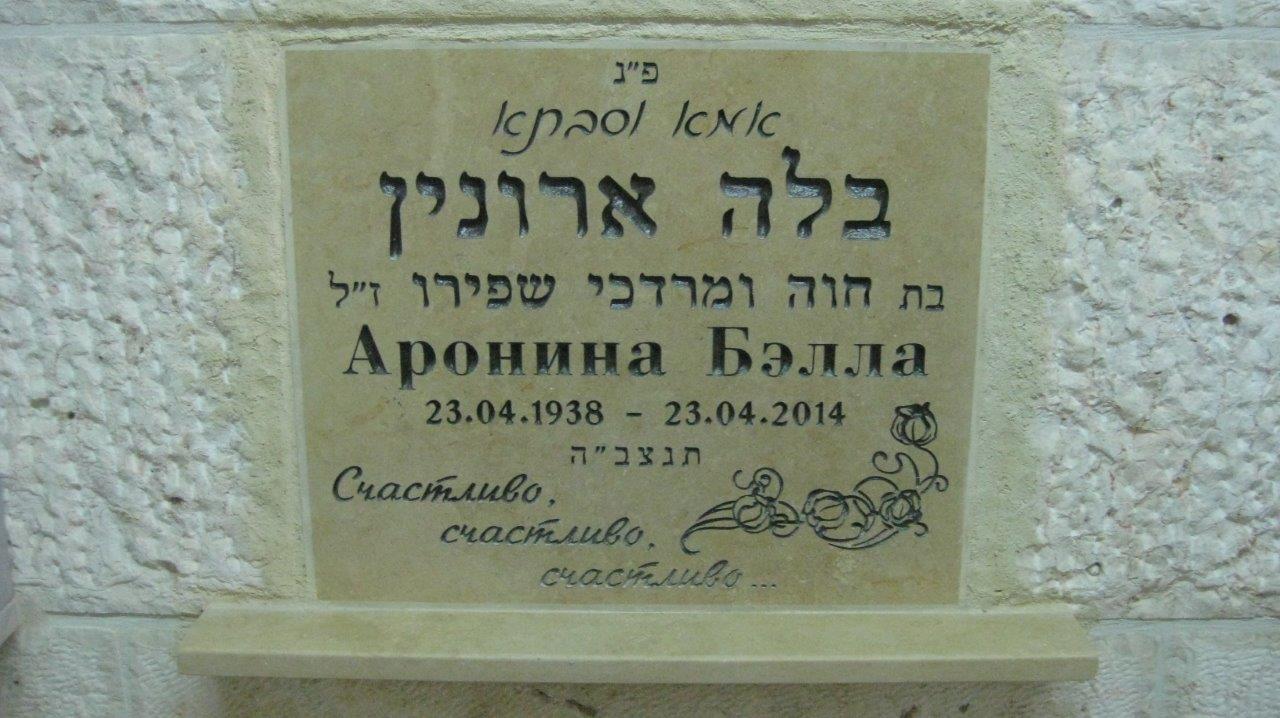 פ"נ
אמא וסבתא
בלה ארונין
בת חוה ומרדכי שפירו ז"ל
Аронина Бэлла
23.04.1938 - 23.04.2014
תנצב"ה
Счастливо,
счастливо,
счастливо...